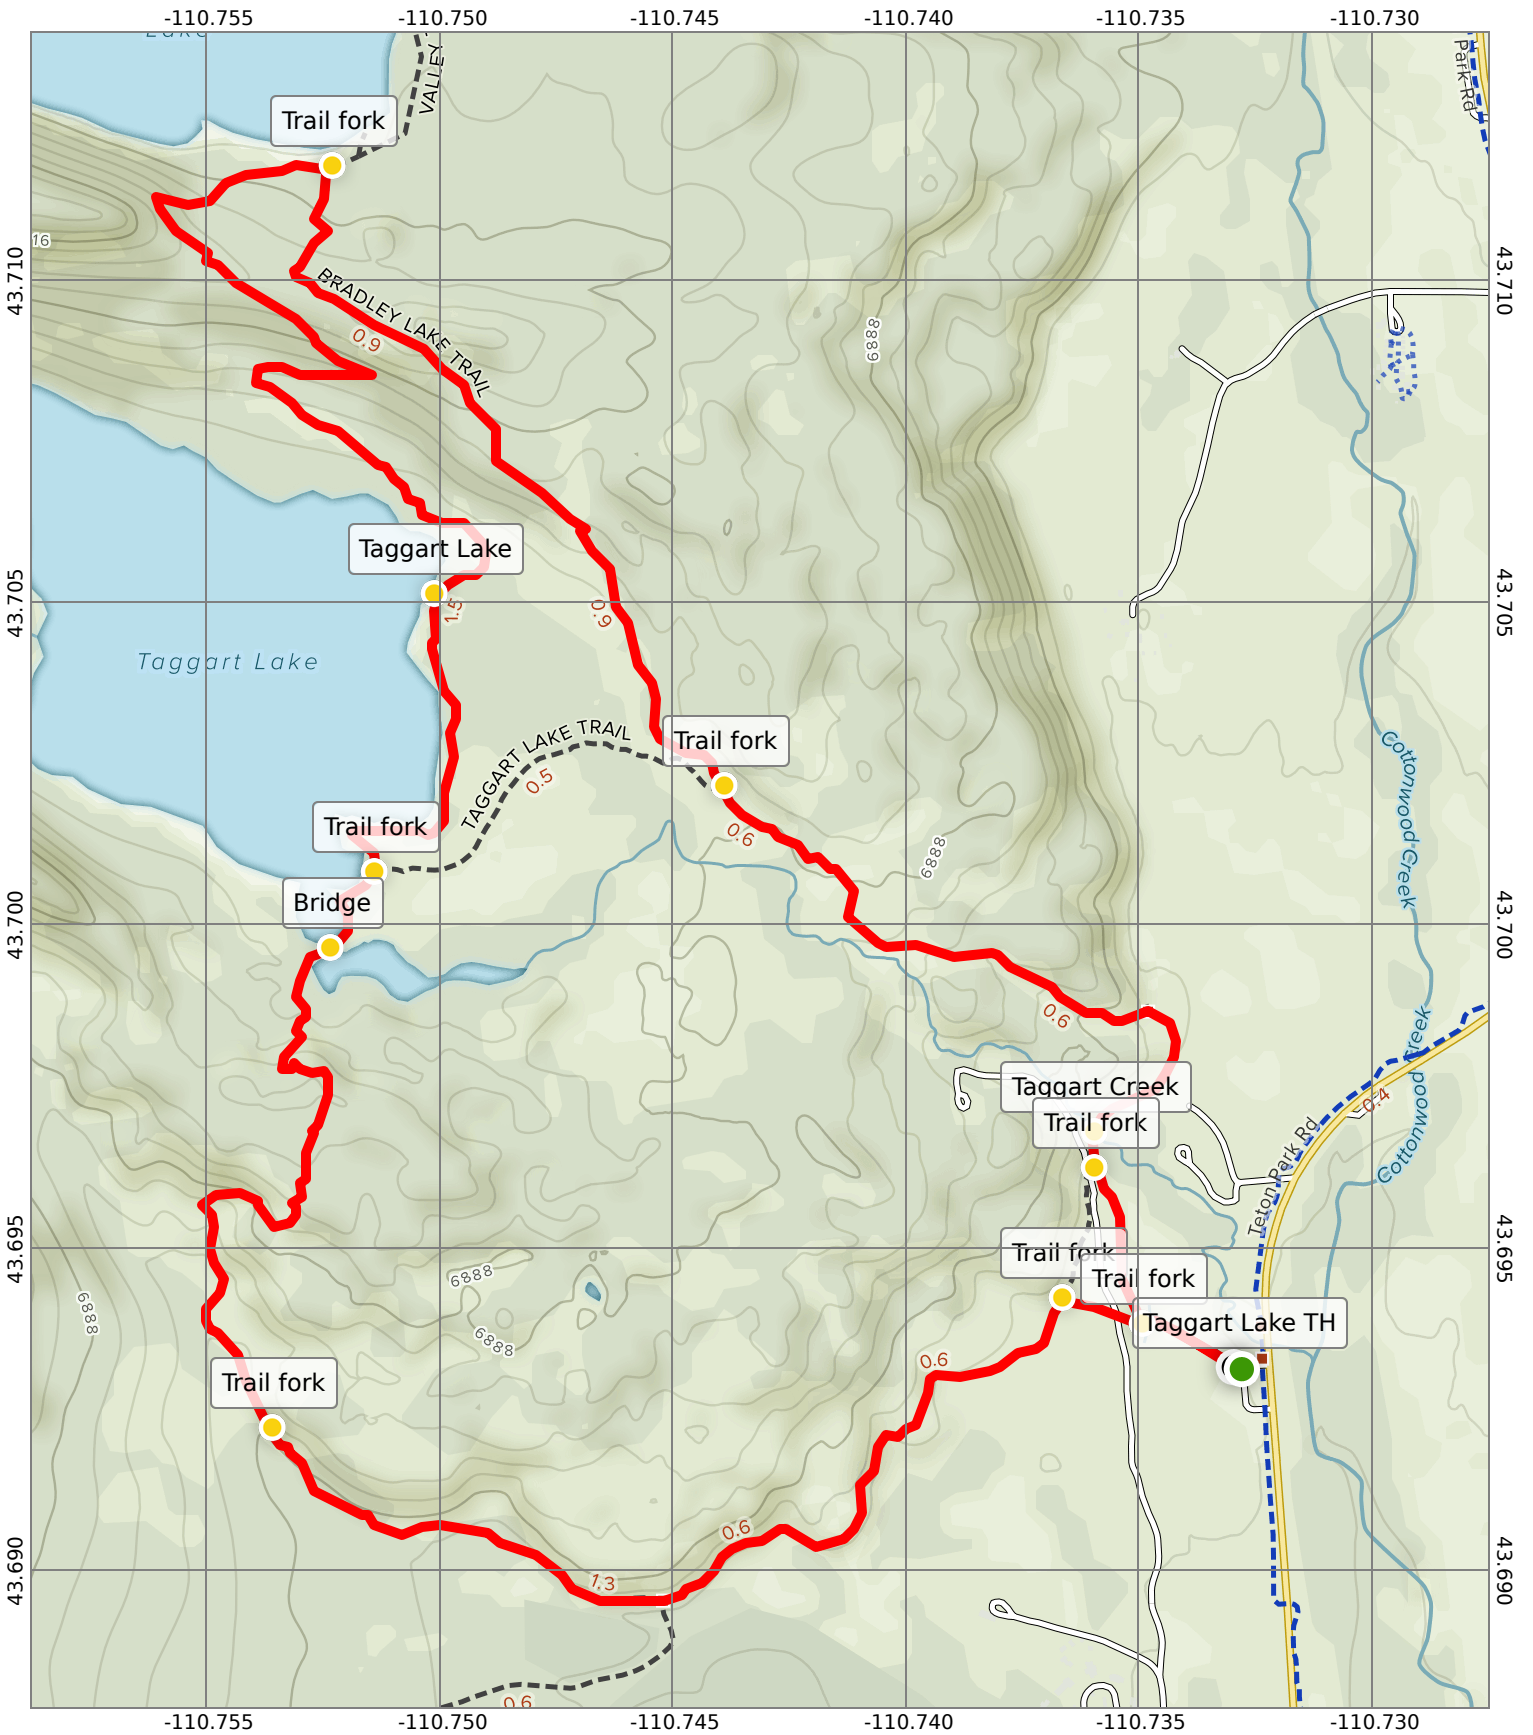 -110.755 -110.750 -110.745 -110.740 -110.735 -110.730
Lake
VALLEY
Park Rd
Trail fork
16
43.710
43.710
BRADLEY LAKE TRAIL
0.9
6888
Taggart Lake
1.5
0.9
43.705
43.705
Taggart Lake
TAGGART LAKE TRAIL
0.5
Trail fork
Cottonwood Creek
Trail fork
0.6
6888
Bridge
43.700
43.700
0.6
Taggart Creek
Trail fork
0.4
Teton Park Rd
Cottonwood Creek
43.695
43.695
Trail fork
Trail fork
6888
6888
6888
Taggart Lake TH
Trail fork
0.6
0.6
1.3
43.690
43.690
0.6
-110.755 -110.750 -110.745 -110.740 -110.735 -110.730